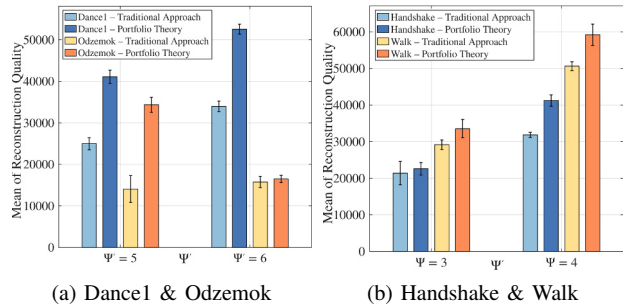 Mean of Reconstruction Quality
50000
40000
30000
20000
10000
0
Dance1 – Traditional Approach
Dance1 – Portfolio Theory
Odzemok – Traditional Approach
Odzemok – Portfolio Theory
Ψ = 5 Ψ Ψ = 6
(a) Dance1 & Odzemok
Mean of Reconstruction Quality
60000
50000
40000
30000
20000
10000
0
Handshake – Traditional Approach
Handshake – Portfolio Theory
Walk – Traditional Approach
Walk – Portfolio Theory
Ψ = 3 Ψ Ψ = 4
(b) Handshake & Walk